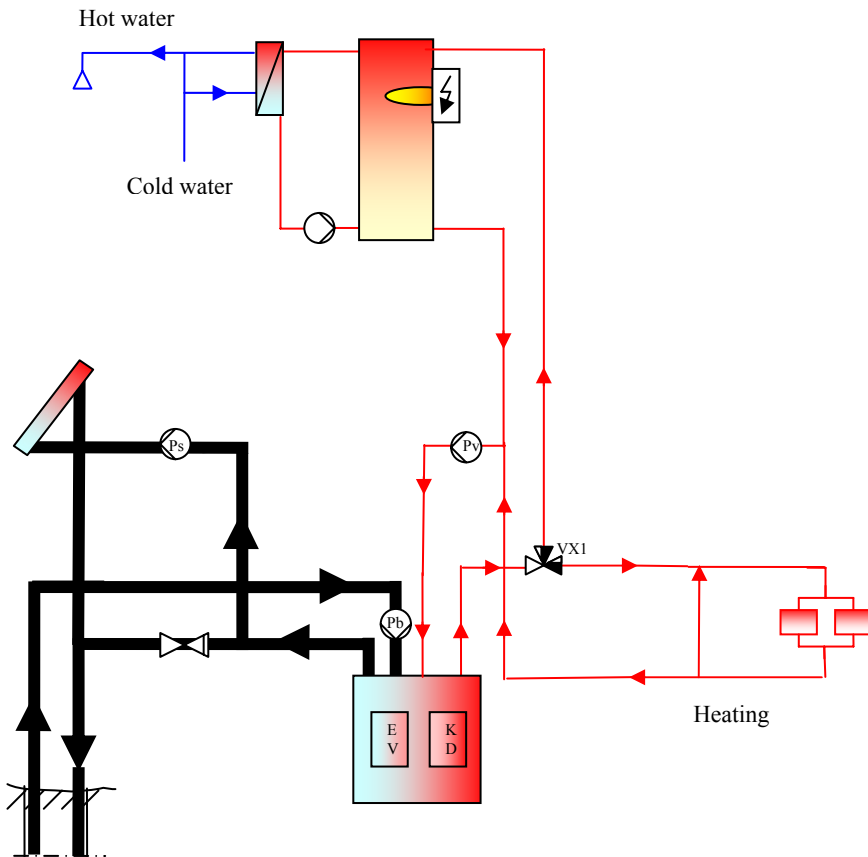 Hot water
Cold water
Ps
Pv
VX1
Pb
E
V
K
D
Heating